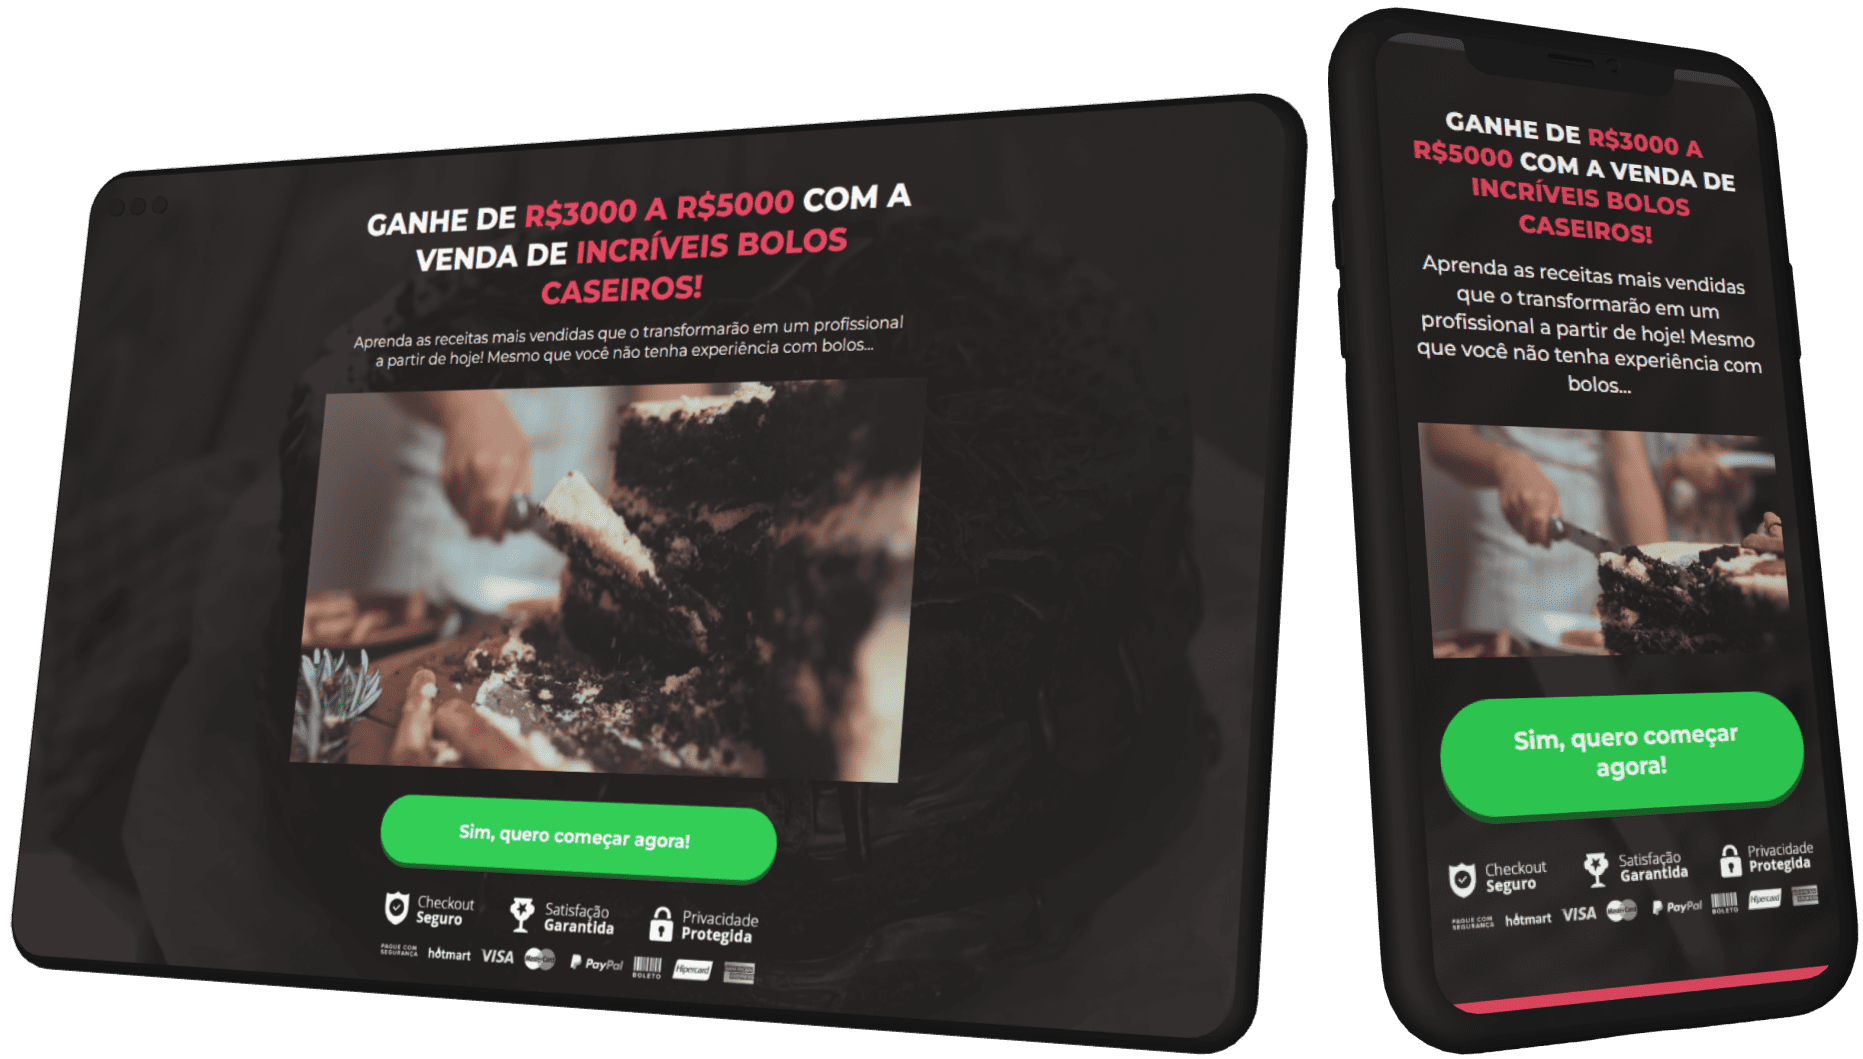 GANHE DE R$3000 A R$5000 COM A
VENDA DE INCRÍVEIS BOLOS
CASEIROS!
Aprenda as receitas mais vendidas que o transformarão em um profissional
a partir de hoje! Mesmo que você não tenha experiência com bolos...
Sim, quero começar agora!
Checkout
Seguro
Satisfação
Garantida
Privacidade
Protegida
PAGUE COM
SEGURANÇA
hotmart
VISA
MasterCard
PayPal
BOLETO
Hipercard
GANHE DE R$3000 A
R$5000 COM A VENDA DE
INCRÍVEIS BOLOS
CASEIROS!
Aprenda as receitas mais vendidas
que o transformarão em um
profissional a partir de hoje! Mesmo
que você não tenha experiência com
bolos...
Sim, quero começar
agora!
Checkout
Seguro
Satisfação
Garantida
Privacidade
Protegida
PAGUE COM
SEGURANÇA
hotmart
VISA
MasterCard
PayPal
BOLETO
Hipercard